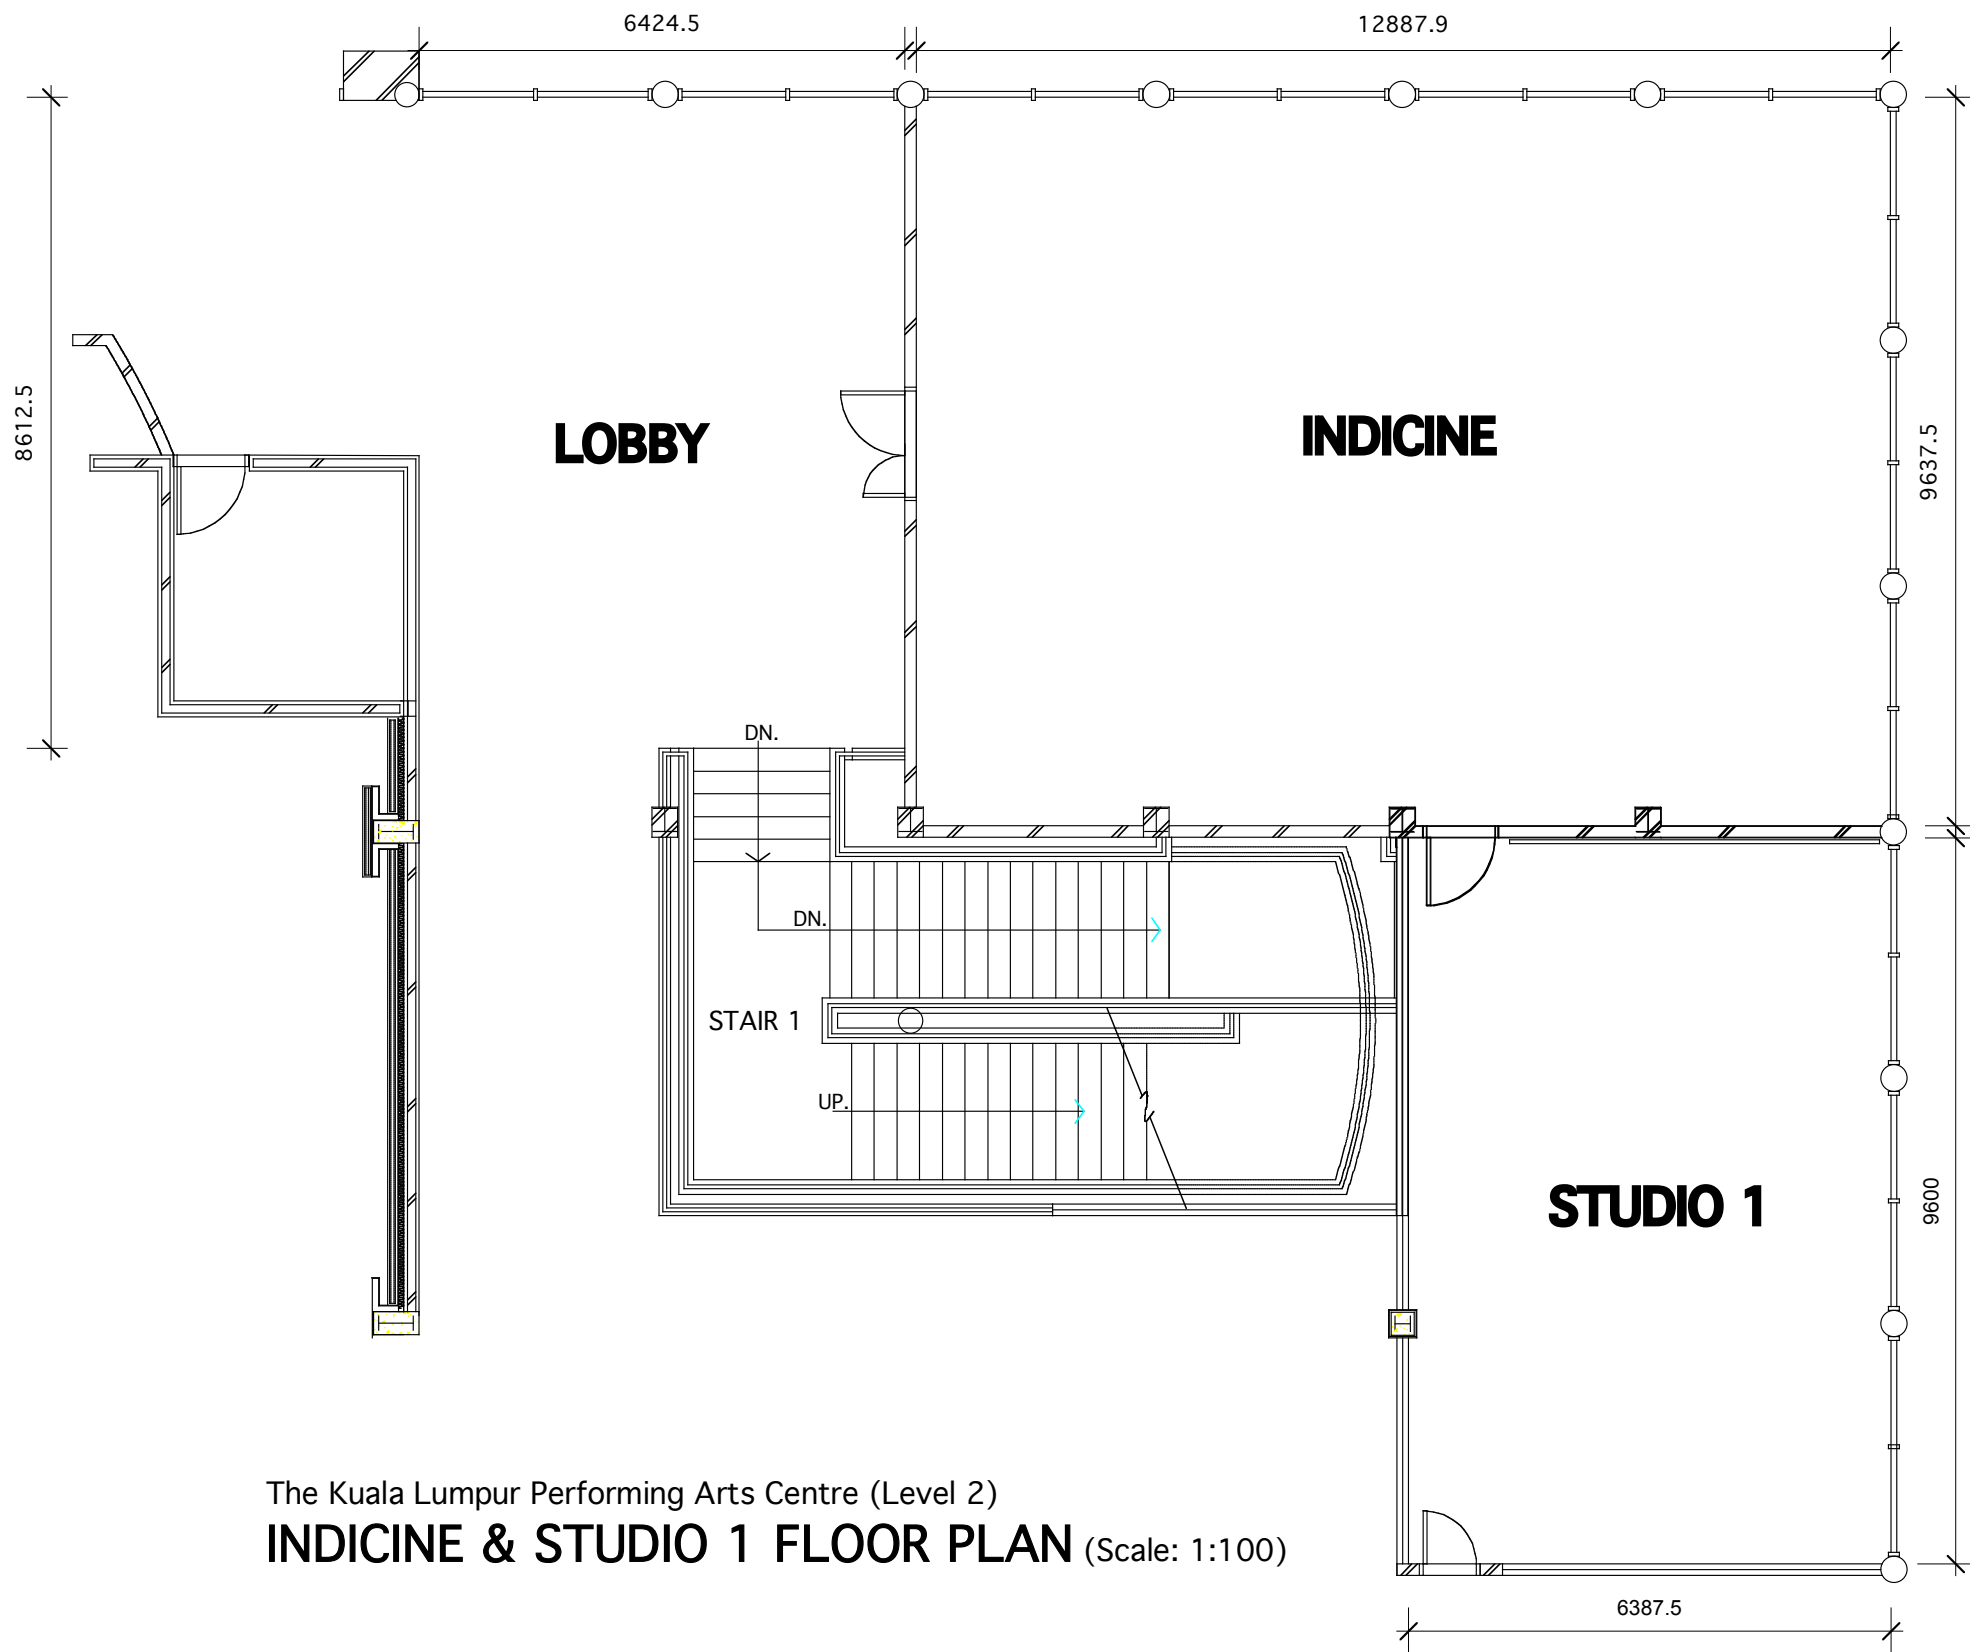 6424.5
12887.9
8612.5
9637.5
LOBBY
INDICINE
DN.
DN.
STAIR 1
UP.
STUDIO 1
9600
The Kuala Lumpur Performing Arts Centre (Level 2)
INDICINE & STUDIO 1 FLOOR PLAN (Scale: 1:100)
6387.5